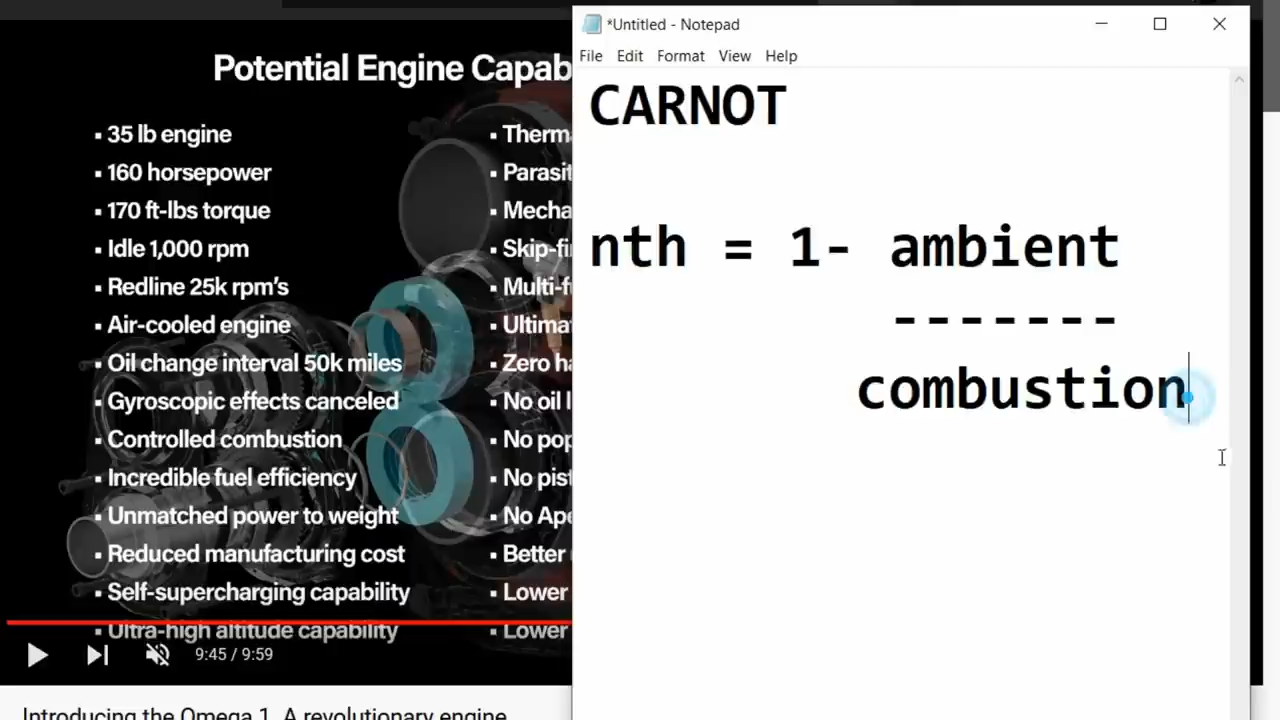 Potential Engine Capab
▪ 35 lb engine
▪ 160 horsepower
▪ 170 ft-lbs torque
▪ Idle 1,000 rpm
▪ Redline 25k rpm's
▪ Air-cooled engine
▪ Oil change interval 50k miles
▪ Gyroscopic effects canceled
▪ Controlled combustion
▪ Incredible fuel efficiency
▪ Unmatched power to weight
▪ Reduced manufacturing cost
▪ Self-supercharging capability
▪ Ultra-high altitude capability
▪ Therma
▪ Parasit
▪ Mecha
▪ Skip-fi
▪ Multi-f
▪ Ultimat
▪ Zero ha
▪ No oil l
▪ No pop
▪ No pist
▪ No Ape
▪ Better
▪ Lower
▪ Lower
9:45 / 9:59
Introducing the Omega 1. A revolutionary engine
*Untitled - Notepad
File Edit Format View Help
CARNOT
nth = 1- ambient
-------
combustion